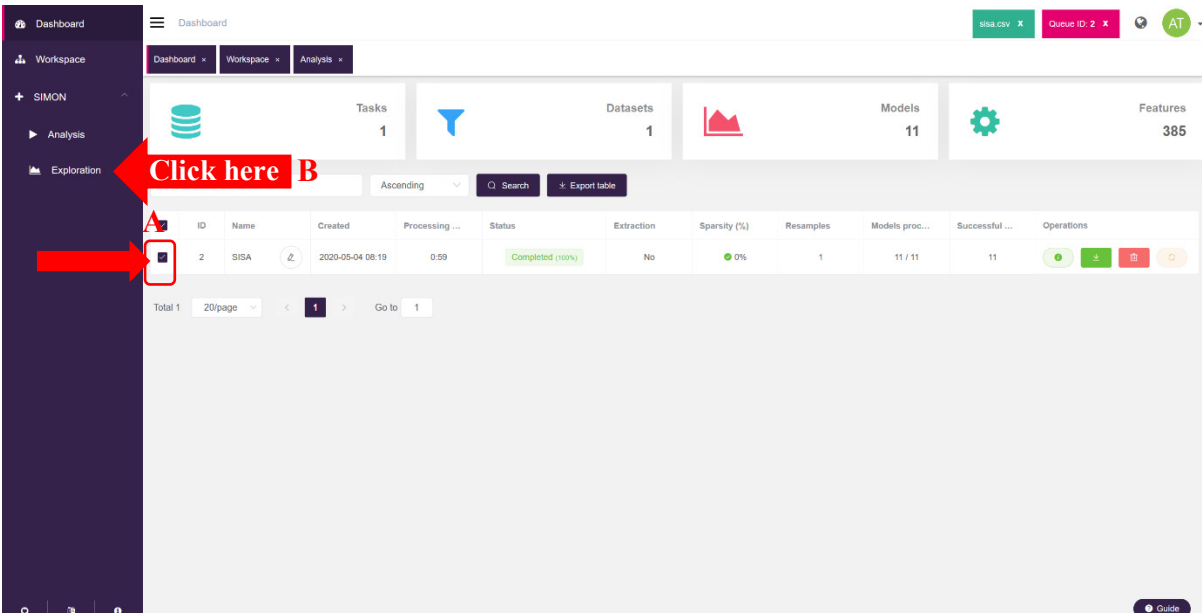 Dashboard
Dashboard
sisa.csv X
Queue ID: 2 X
AT
Workspace
Dashboard × Workspace × Analysis ×
SIMON
Tasks
1
Datasets
1
Models
11
Features
385
Analysis
Exploration
Click here B
Ascending
Search
Export table
A
ID Name Created Processing ... Status Extraction Sparsity (%) Resamples Models proc... Successful ... Operations
2 SISA 2020-05-04 08:19 0:59 Completed (100%) No 0% 1 11 / 11 11
Total 1 20/page < 1 > Go to 1
Guide